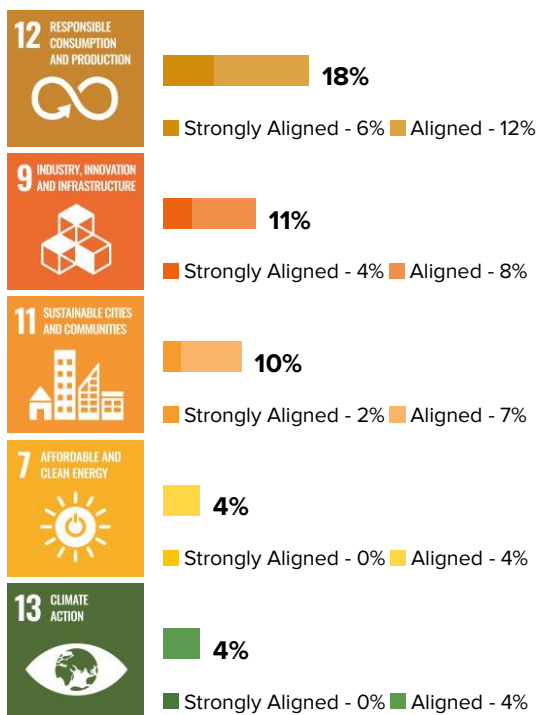 12 RESPONSIBLE
CONSUMPTION
AND PRODUCTION
18%
Strongly Aligned - 6% Aligned - 12%
9 INDUSTRY, INNOVATION
AND INFRASTRUCTURE
11%
Strongly Aligned - 4% Aligned - 8%
11 SUSTAINABLE CITIES
AND COMMUNITIES
10%
Strongly Aligned - 2% Aligned - 7%
7 AFFORDABLE AND
CLEAN ENERGY
4%
Strongly Aligned - 0% Aligned - 4%
13 CLIMATE
ACTION
4%
Strongly Aligned - 0% Aligned - 4%